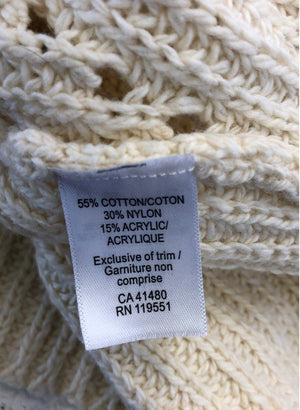 55% COTTON/COTON
30% NYLON
15% ACRYLIC/
ACRYLIQUE
Exclusive of trim /
Garniture non
comprise
CA 41480
RN 119551